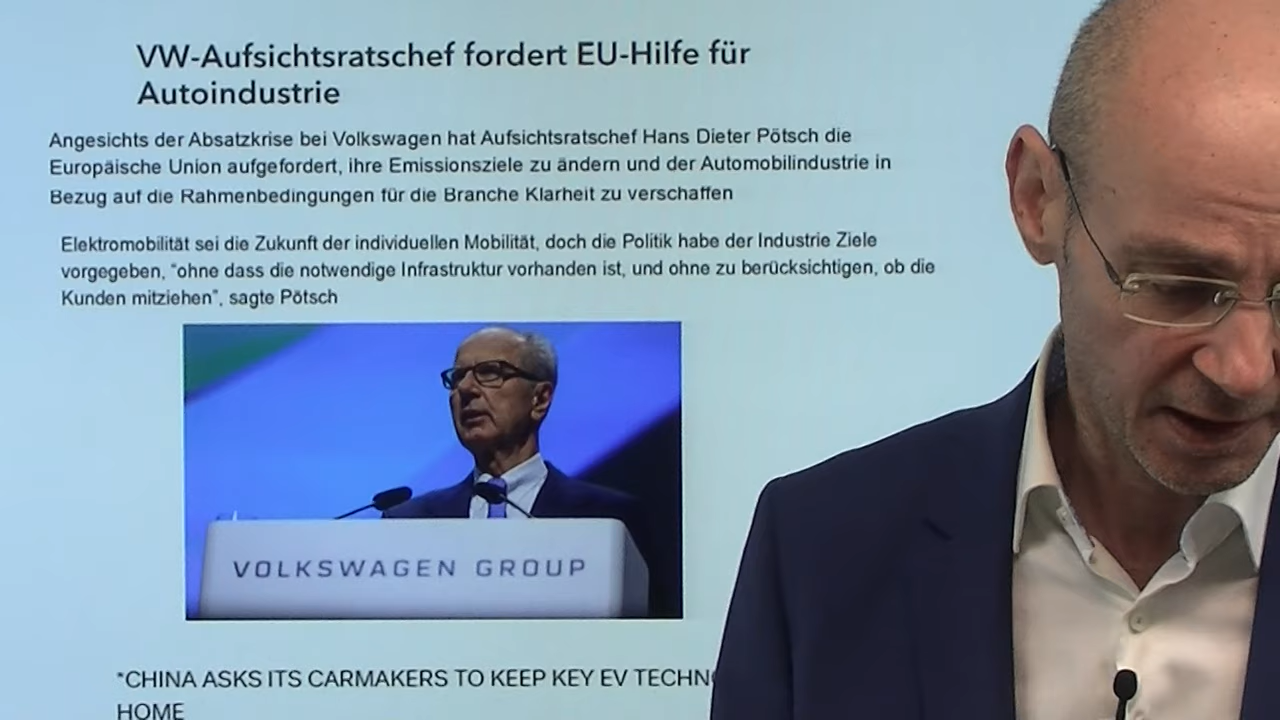 VW-Aufsichtsratschef fordert EU-Hilfe für
Autoindustrie
Angesichts der Absatzkrise bei Volkswagen hat Aufsichtsratschef Hans Dieter Pötsch die
Europäische Union aufgefordert, ihre Emissionsziele zu ändern und der Automobilindustrie in
Bezug auf die Rahmenbedingungen für die Branche Klarheit zu verschaffen
Elektromobilität sei die Zukunft der individuellen Mobilität, doch die Politik habe der Industrie Ziele
vorgegeben, "ohne dass die notwendige Infrastruktur vorhanden ist, und ohne zu berücksichtigen, ob die
Kunden mitziehen", sagte Pötsch
VOLKSWAGEN GROUP
*CHINA ASKS ITS CARMAKERS TO KEEP KEY EV
HOME